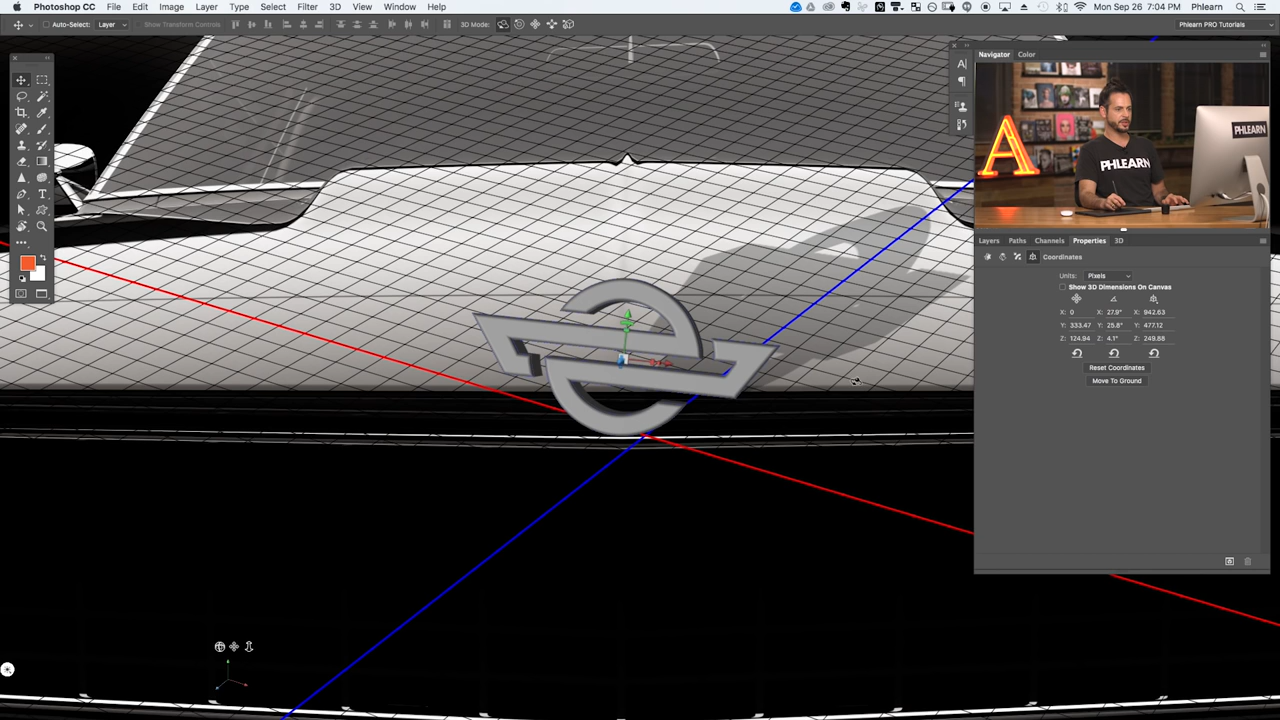 Photoshop CC File Edit Image Layer Type Select Filter 3D View Window Help Mon Sep 26 7:04 PM Phlearn
Auto-Select: Layer Show Transform Controls 3D Mode: Phlearn PRO Tutorials
Navigator Color
A
PHLEARN
PHLEARN
Layers Paths Channels Properties 3D
Coordinates
Units: Pixels
Show 3D Dimensions On Canvas
X: 0 X: 27.9° X: 942.63
Y: 333.47 Y: 25.8° Y: 477.12
Z: 124.94 Z: 4.1° Z: 249.88
Reset Coordinates
Move To Ground